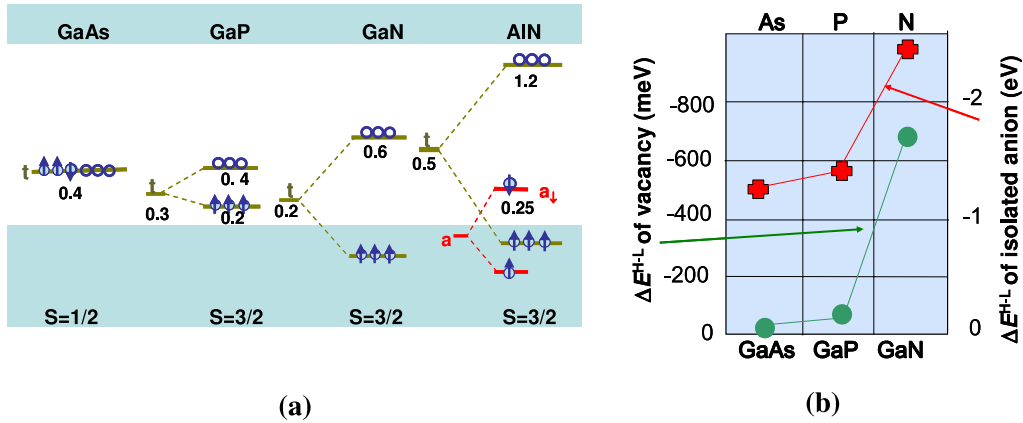 GaAs GaP GaN AlN
1.2
0.6
t 0.5
t
0.4
0. 4
t
0.3
0.2
t
0.2
a↓
0.25
a
S=1/2 S=3/2 S=3/2 S=3/2
(a)
As P N
ΔE^H-L of vacancy (meV)
-800
-600
-400
-200
0
-2
-1
0
ΔE^H-L of isolated anion (eV)
GaAs GaP GaN
(b)